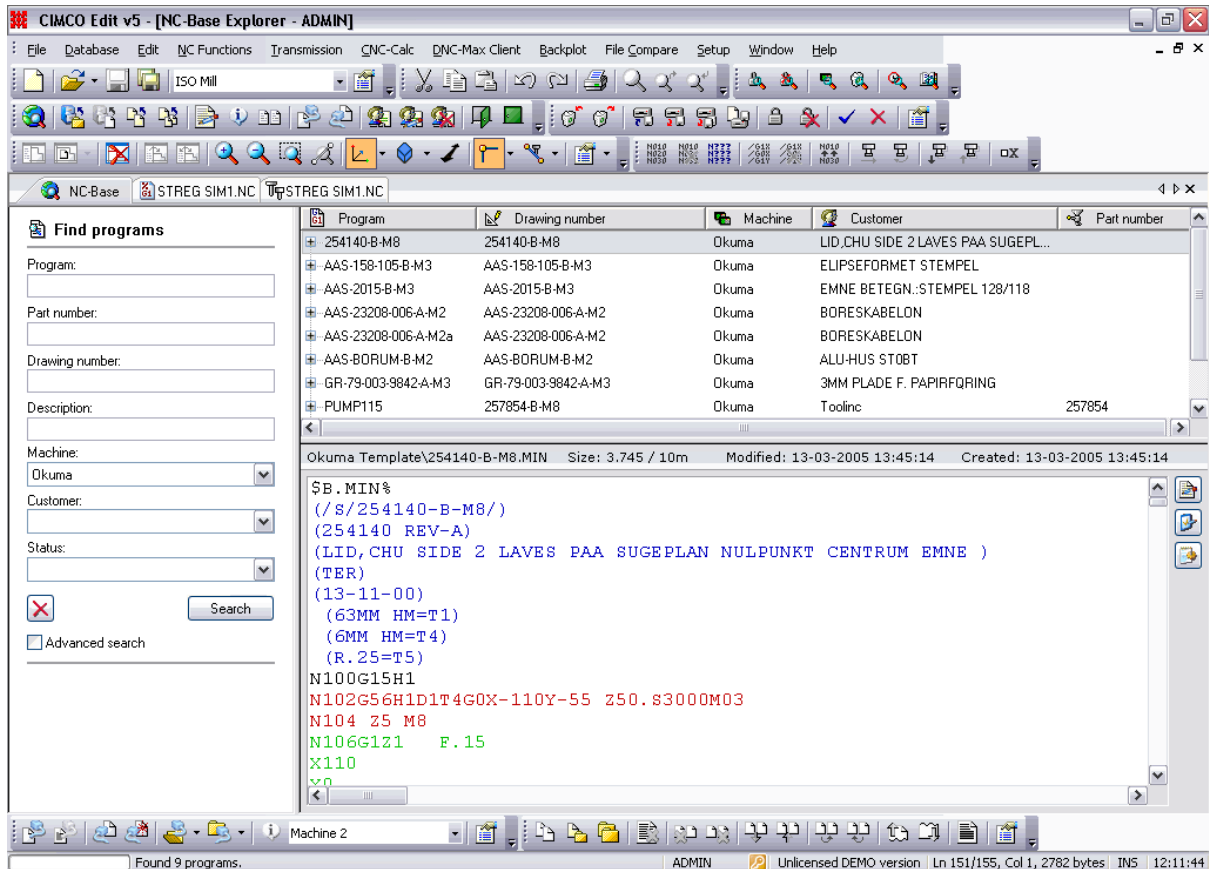 CIMCO Edit v5 - [NC-Base Explorer - ADMIN]
File Database Edit NC Functions Transmission CNC-Calc DNC-Max Client Backplot File Compare Setup Window Help
ISO Mill
NC-Base STREG SIM1.NC STREG SIM1.NC
Find programs
Program:
Part number:
Drawing number:
Description:
Machine:
Okuma
Customer:
Status:
Search
Advanced search
Program Drawing number Machine Customer Part number
254140-B-M8 254140-B-M8 Okuma LID,CHU SIDE 2 LAVES PAA SUGEPL...
AAS-158-105-B-M3 AAS-158-105-B-M3 Okuma ELIPSEFORMET STEMPEL
AAS-2015-B-M3 AAS-2015-B-M3 Okuma EMNE BETEGN.:STEMPEL 128/118
AAS-23208-006-A-M2 AAS-23208-006-A-M2 Okuma BORESKABELON
AAS-23208-006-A-M2a AAS-23208-006-A-M2 Okuma BORESKABELON
AAS-BORUM-B-M2 AAS-BORUM-B-M2 Okuma ALU-HUS STØBT
GR-79-003-9842-A-M3 GR-79-003-9842-A-M3 Okuma 3MM PLADE F. PAPIRFQRING
PUMP115 257854-B-M8 Okuma Toolinc 257854
Okuma Template\254140-B-M8.MIN Size: 3.745 / 10m Modified: 13-03-2005 13:45:14 Created: 13-03-2005 13:45:14
$B.MIN%
(/S/254140-B-M8/)
(254140 REV-A)
(LID,CHU SIDE 2 LAVES PAA SUGEPLAN NULPUNKT CENTRUM EMNE )
(TER)
(13-11-00)
(63MM HM=T1)
(6MM HM=T4)
(R.25=T5)
N100G15H1
N102G56H1D1T4G0X-110Y-55 Z50.S3000M03
N104 Z5 M8
N106G1Z1 F.15
X110
Y0
Machine 2
Found 9 programs.
ADMIN Unlicensed DEMO version Ln 151/155, Col 1, 2782 bytes INS 12:11:44